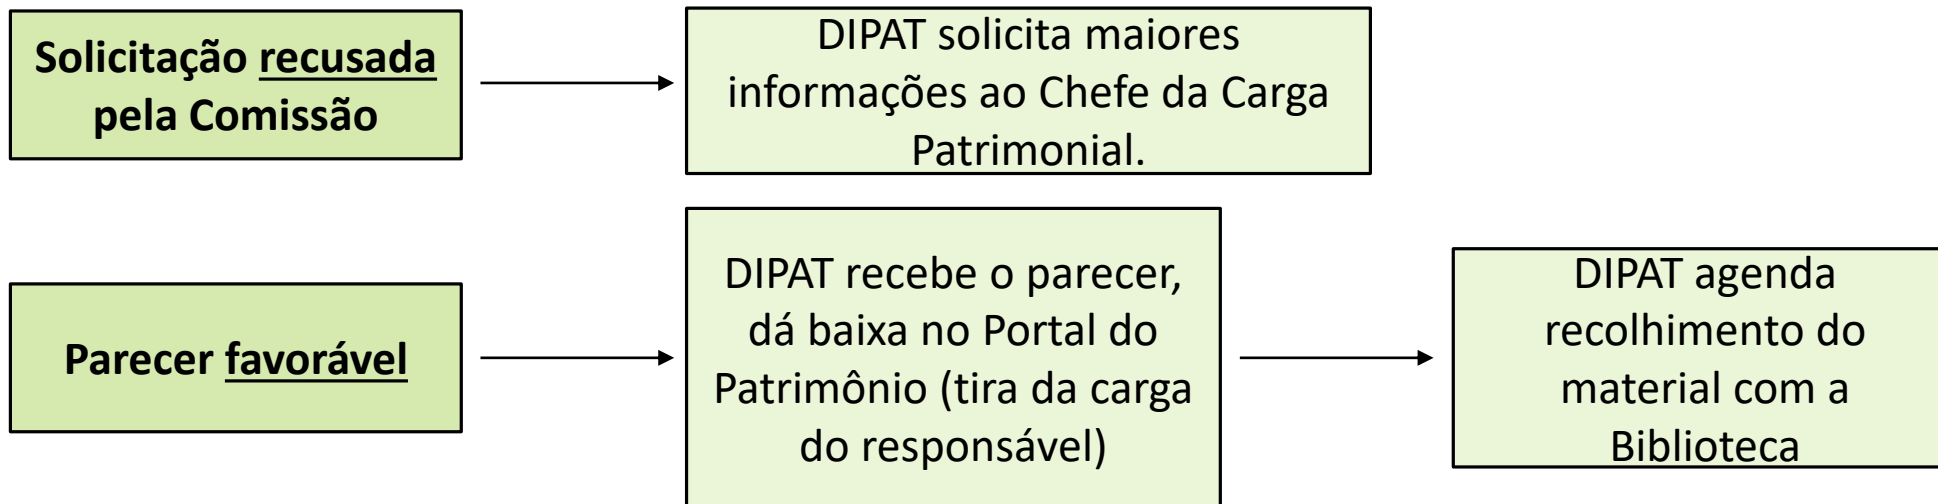 Solicitação recusada
pela Comissão
DIPAT solicita maiores
informações ao Chefe da Carga
Patrimonial.
Parecer favorável
DIPAT recebe o parecer,
dá baixa no Portal do
Patrimônio (tira da carga
do responsável)
DIPAT agenda
recolhimento do
material com a
Biblioteca